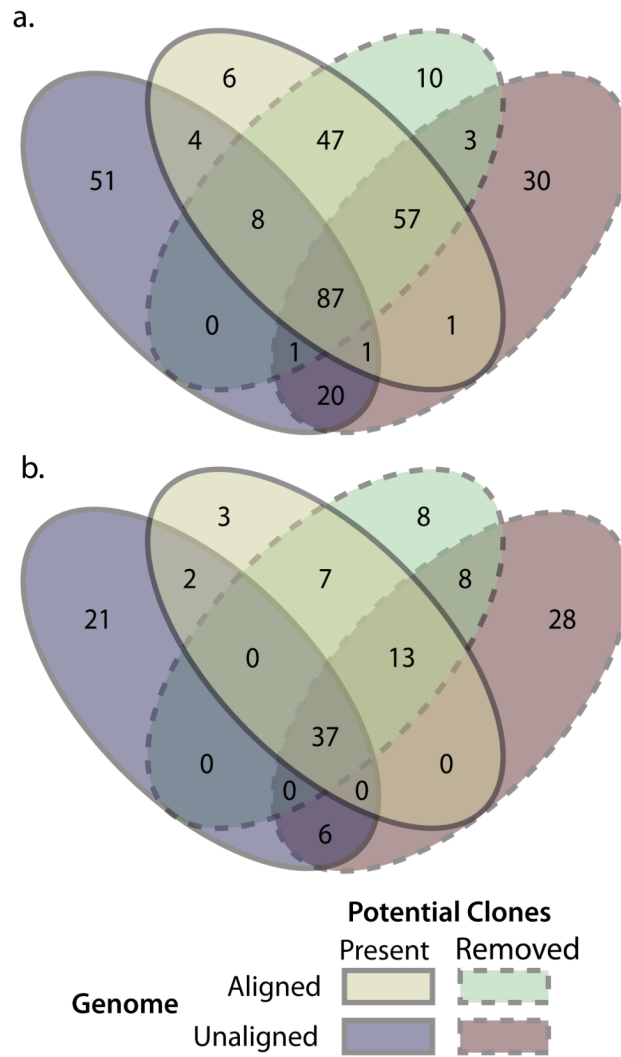 a.
6 10
4 47 3
51 30
8 57
87
0 1
1 1
20
b.
3 8
2 7 8
21 28
0 13
37
0 0
0 0
6
Potential Clones
Present Removed
Aligned
Genome
Unaligned